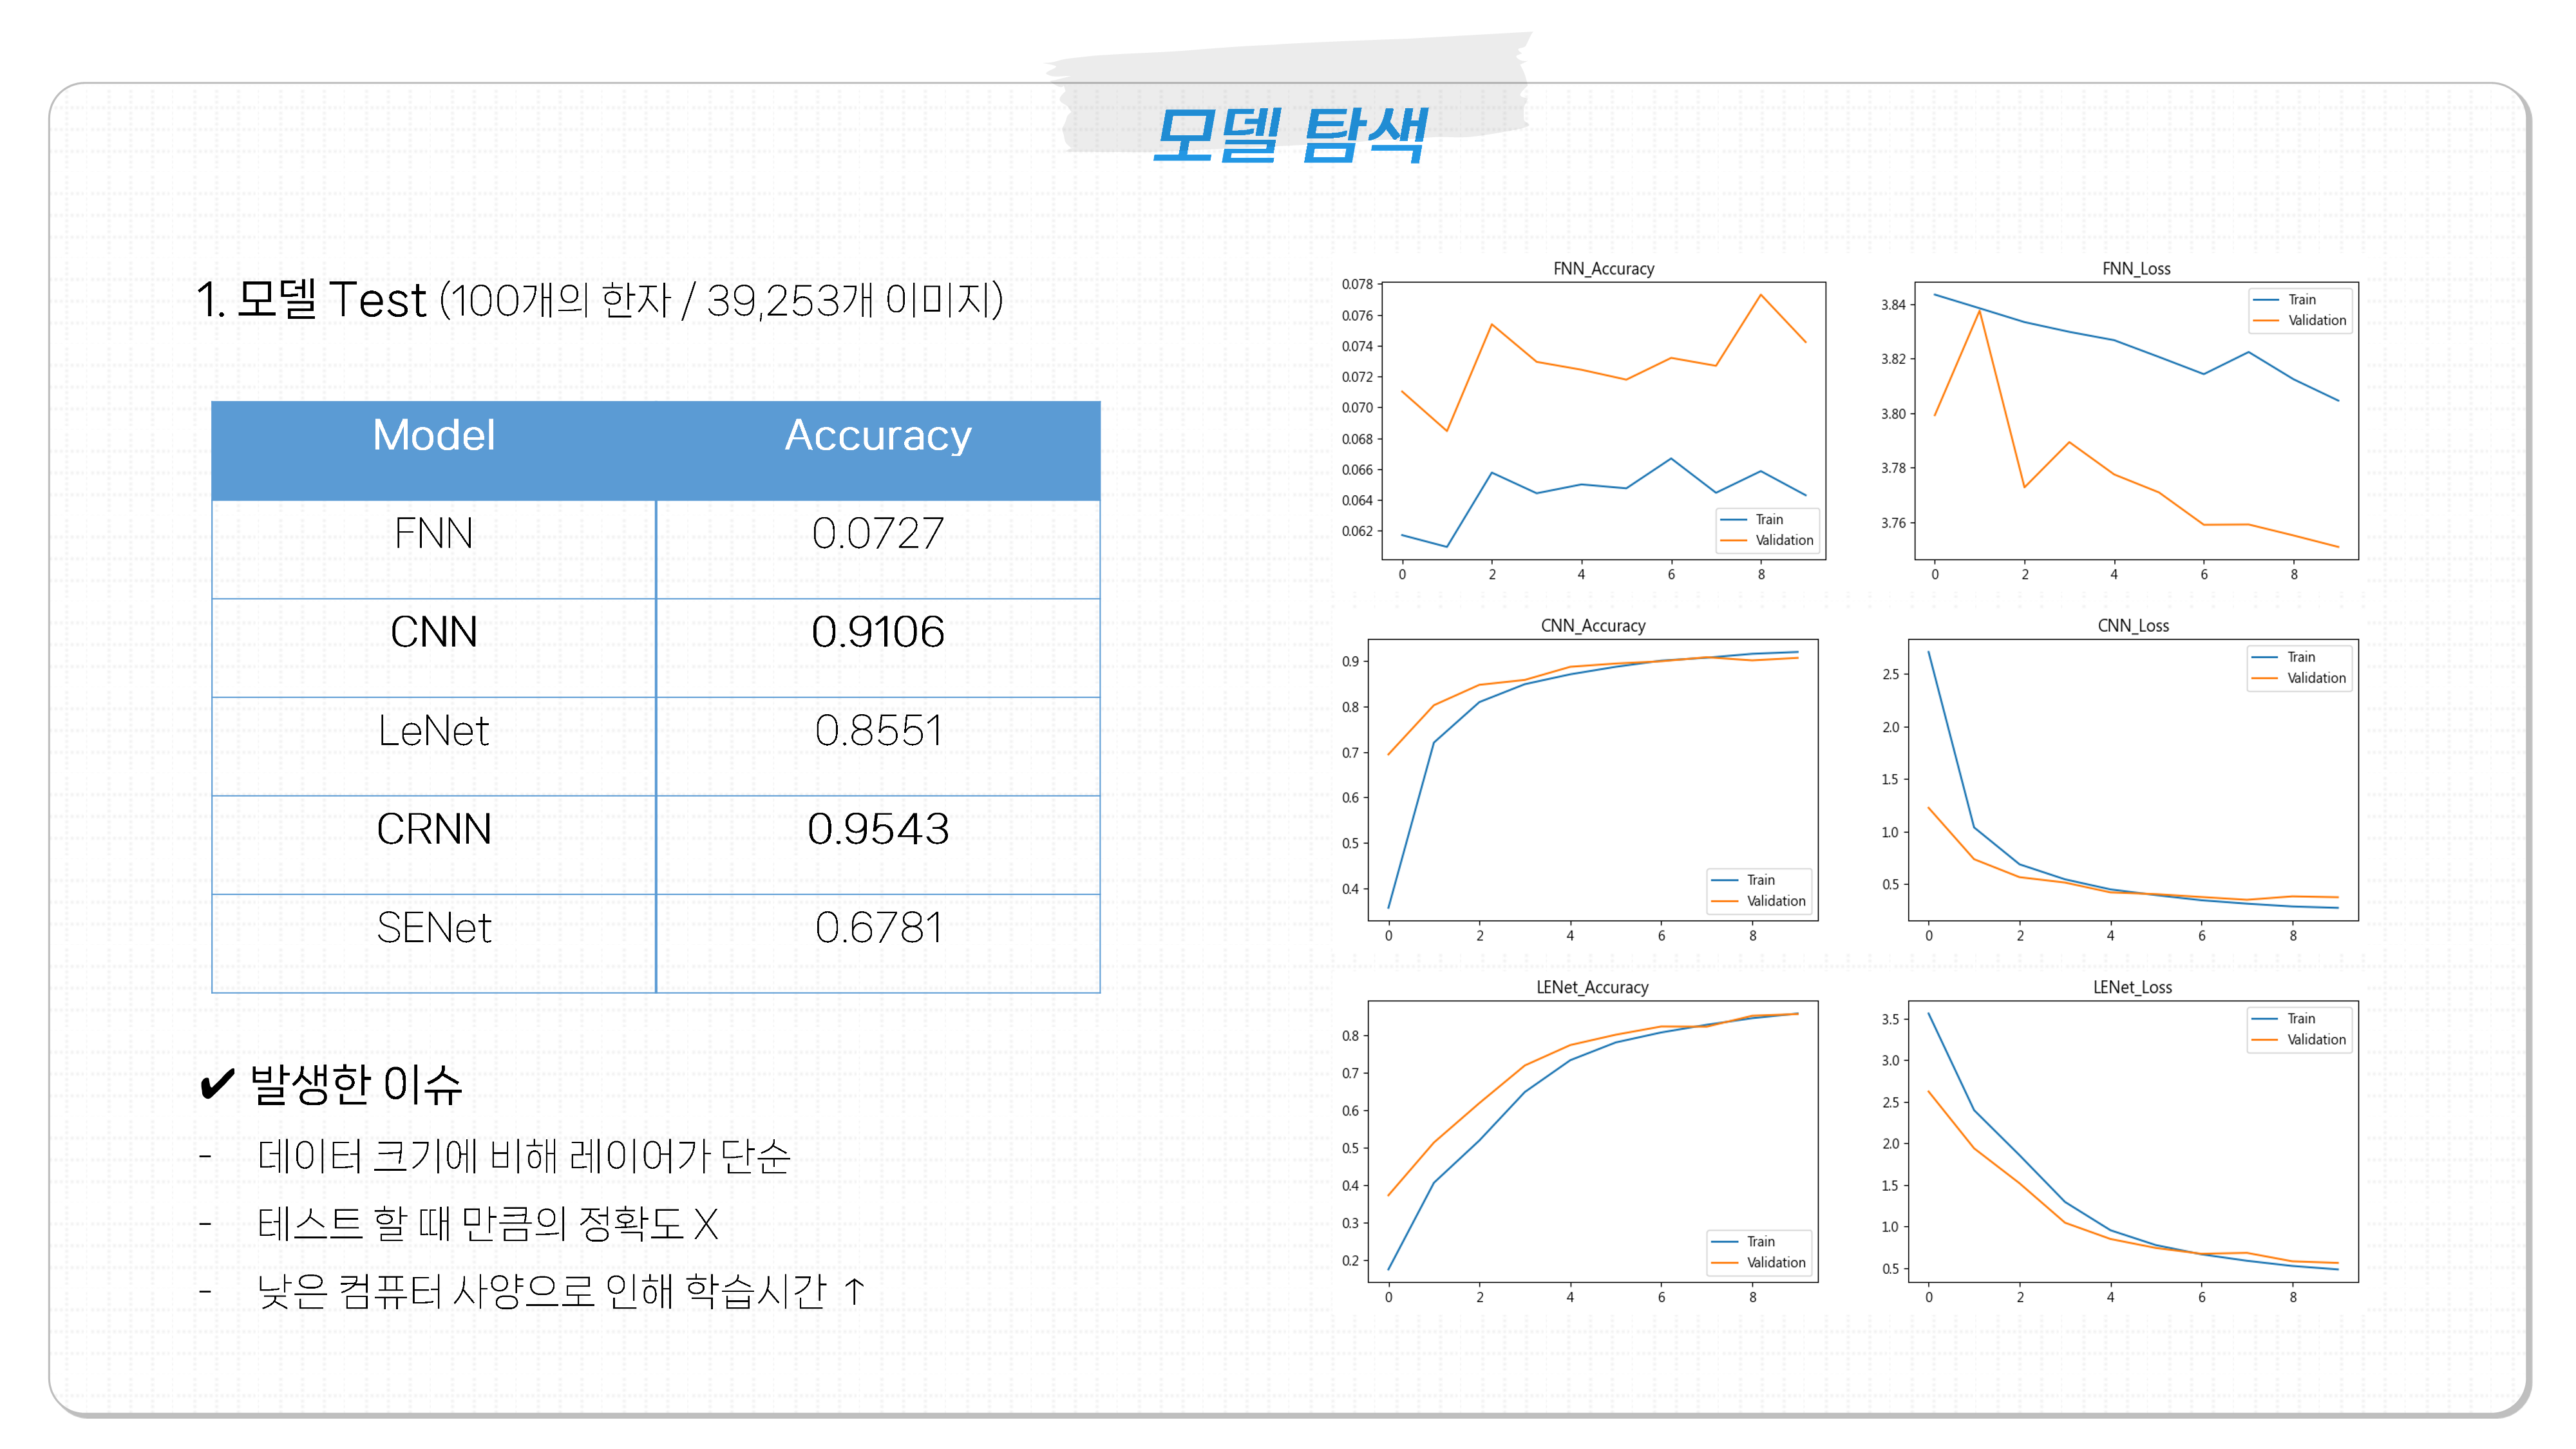 모델 탐색
1. 모델 Test (100개의 한자 / 39,253개 이미지)
Model Accuracy
FNN 0.0727
CNN 0.9106
LeNet 0.8551
CRNN 0.9543
SENet 0.6781
✔ 발생한 이슈
- 데이터 크기에 비해 레이어가 단순
- 테스트 할 때 만큼의 정확도 X
- 낮은 컴퓨터 사양으로 인해 학습시간 ↑
FNN_Accuracy
0.078
0.076
0.074
0.072
0.070
0.068
0.066
0.064
0.062
Train
Validation
0 2 4 6 8
FNN_Loss
3.84
3.82
3.80
3.78
3.76
Train
Validation
0 2 4 6 8
CNN_Accuracy
0.9
0.8
0.7
0.6
0.5
0.4
Train
Validation
0 2 4 6 8
CNN_Loss
2.5
2.0
1.5
1.0
0.5
Train
Validation
0 2 4 6 8
LENet_Accuracy
0.8
0.7
0.6
0.5
0.4
0.3
0.2
Train
Validation
0 2 4 6 8
LENet_Loss
3.5
3.0
2.5
2.0
1.5
1.0
0.5
Train
Validation
0 2 4 6 8